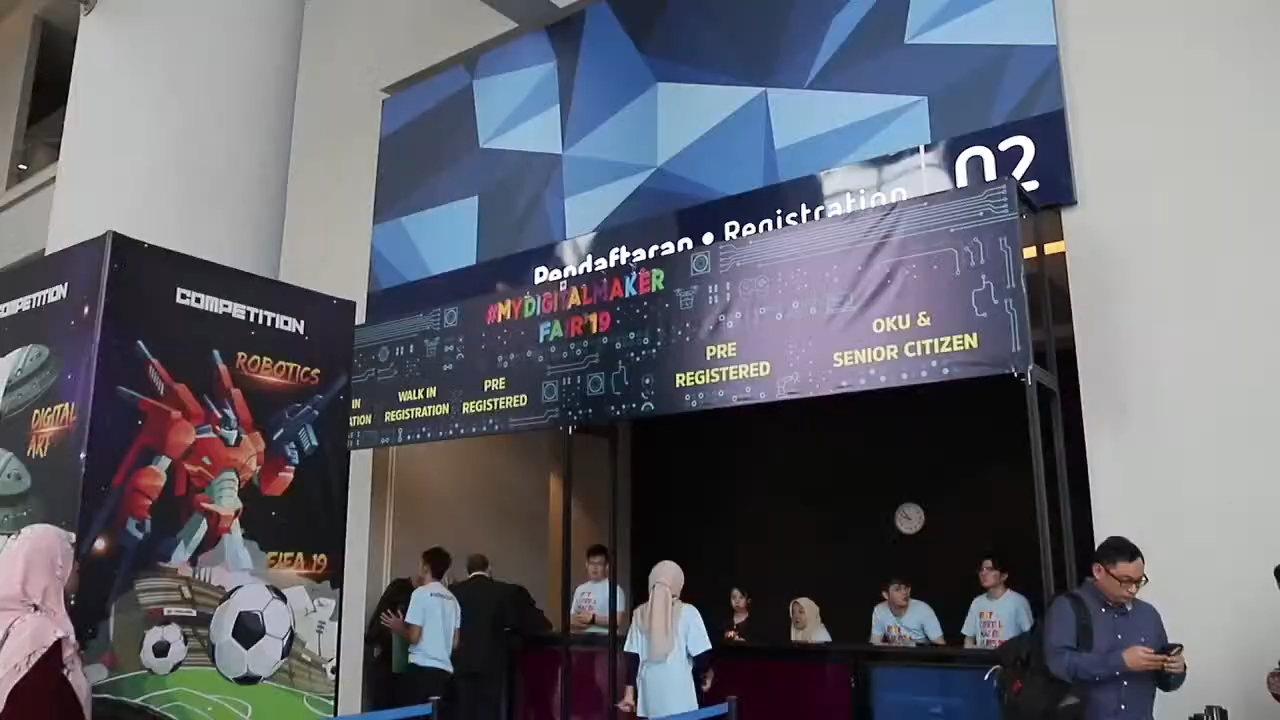 Pendaftaran • Registration
02
#MYDIGITALMAKER
FAIR'19
WALK IN
REGISTRATION
PRE
REGISTERED
PRE
REGISTERED
OKU &
SENIOR CITIZEN
COMPETITION
ROBOTICS
FIFA 19
DIGITAL
ART